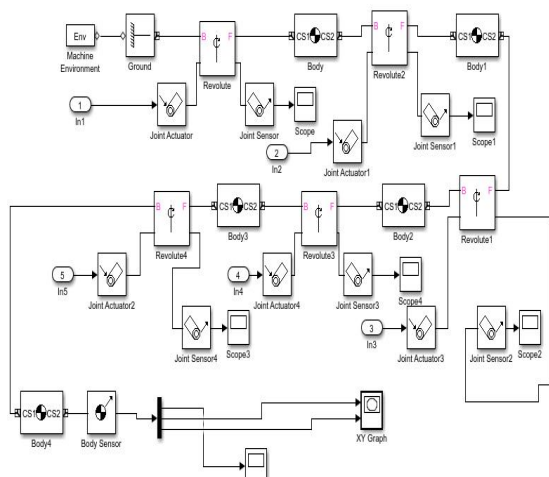 Env
Machine
Environment
Ground
B F
Revolute
CS1 CS2
Body
B F
Revolute2
CS1 CS2
Body1
1
In1
Joint Actuator
Joint Sensor
Scope
2
In2
Joint Actuator1
Joint Sensor1
Scope1
B F
Revolute4
CS1 CS2
Body3
B F
Revolute3
CS1 CS2
Body2
B F
Revolute1
5
In5
Joint Actuator2
Joint Sensor4
Scope3
4
In4
Joint Actuator4
Joint Sensor3
Scope4
3
In3
Joint Actuator3
Joint Sensor2
Scope2
CS1 CS2
Body4
Body Sensor
XY Graph